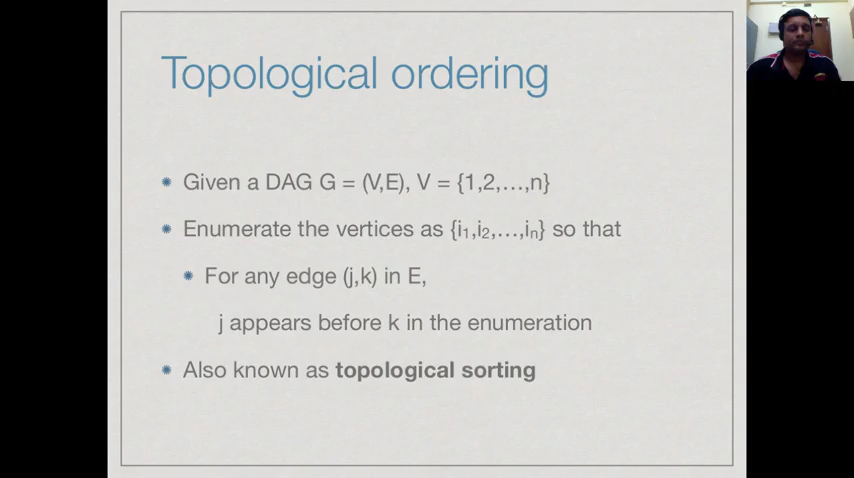 Topological ordering
Given a DAG G = (V,E), V = {1,2,…,n}
Enumerate the vertices as {i₁,i₂,…,iₙ} so that
For any edge (j,k) in E,
j appears before k in the enumeration
Also known as topological sorting